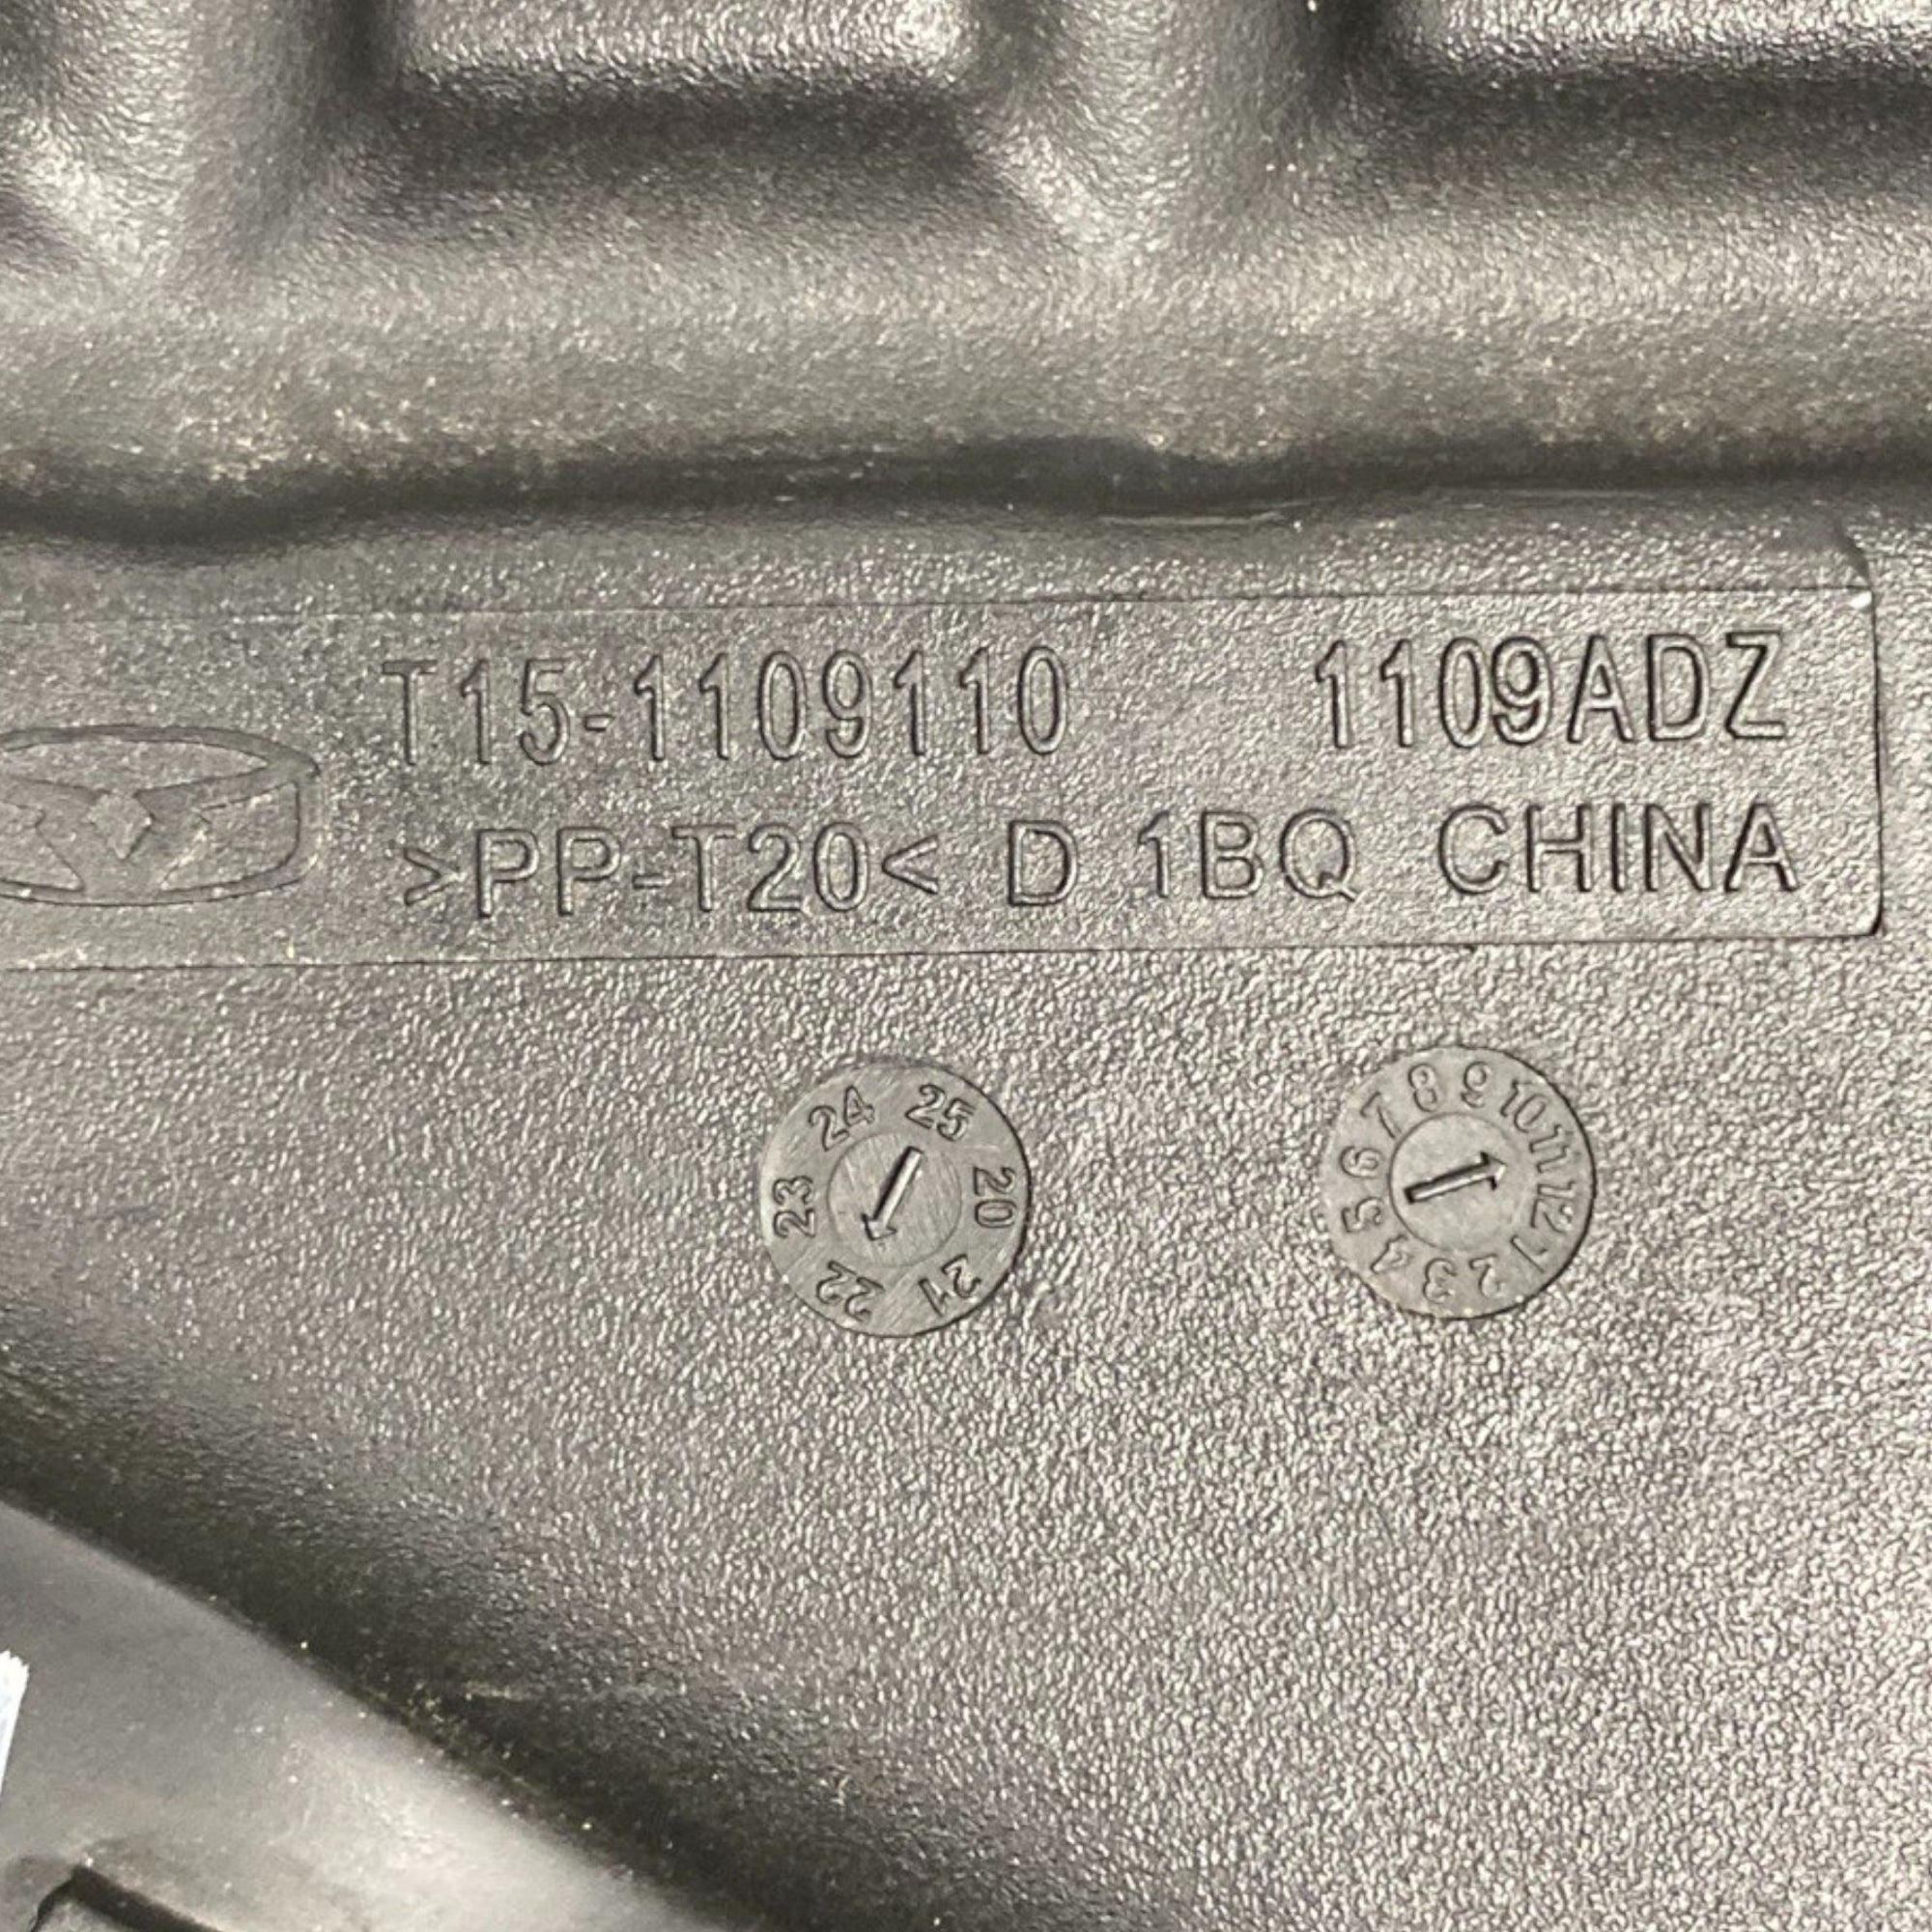 T15-1109110 1109ADZ
>PP-T20< D 1BQ CHINA
20 21 22 23 24 25
1 2 3 4 5 6 7 8 9 10 11 12